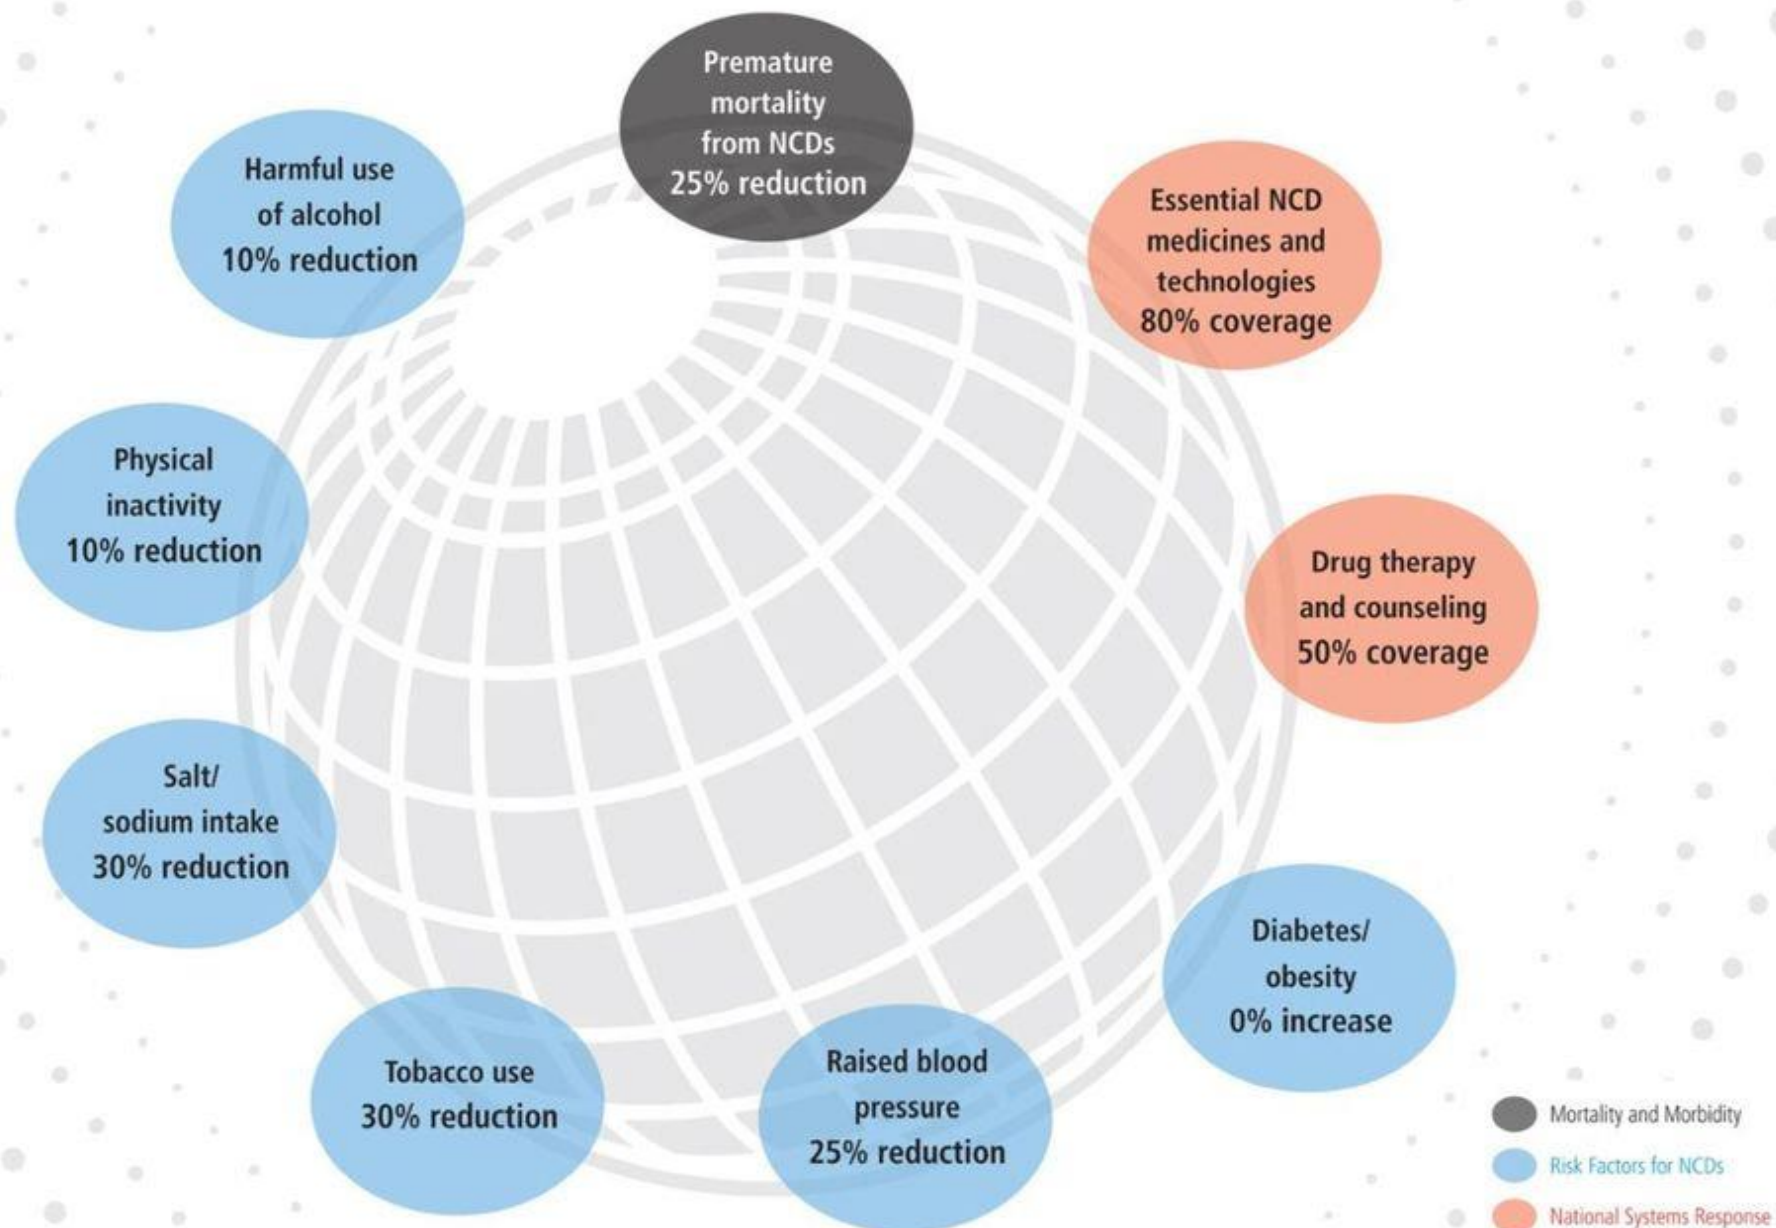 Premature
mortality
from NCDs
25% reduction
Harmful use
of alcohol
10% reduction
Essential NCD
medicines and
technologies
80% coverage
Physical
inactivity
10% reduction
Drug therapy
and counseling
50% coverage
Salt/
sodium intake
30% reduction
Diabetes/
obesity
0% increase
Tobacco use
30% reduction
Raised blood
pressure
25% reduction
Mortality and Morbidity
Risk Factors for NCDs
National Systems Response